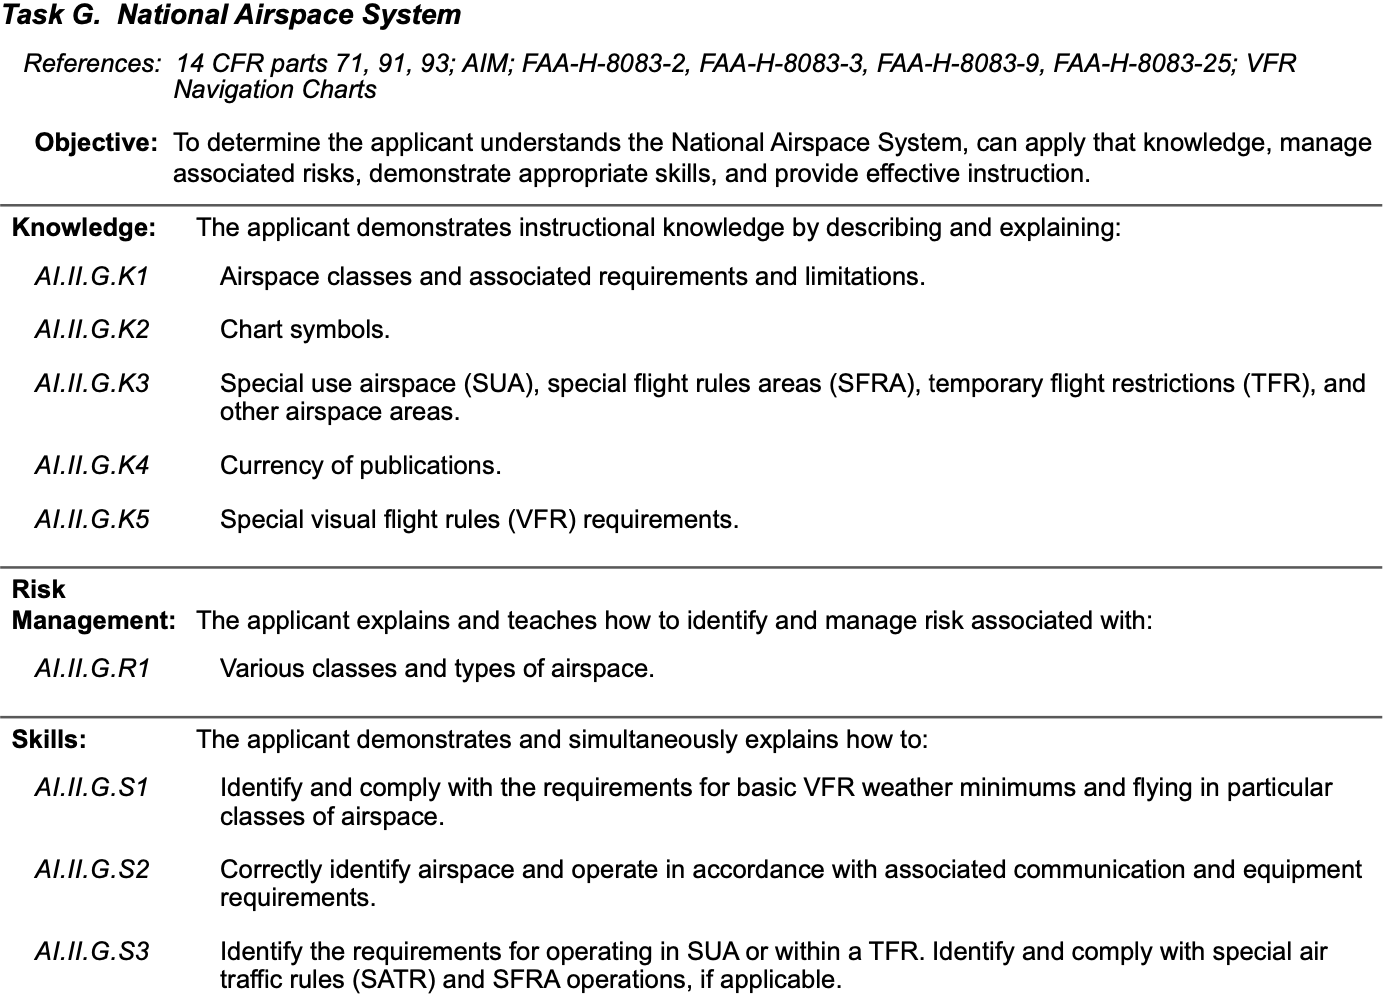 Task G. National Airspace System
References: 14 CFR parts 71, 91, 93; AIM; FAA-H-8083-2, FAA-H-8083-3, FAA-H-8083-9, FAA-H-8083-25; VFR
Navigation Charts
Objective: To determine the applicant understands the National Airspace System, can apply that knowledge, manage
associated risks, demonstrate appropriate skills, and provide effective instruction.
Knowledge: The applicant demonstrates instructional knowledge by describing and explaining:
AI.II.G.K1 Airspace classes and associated requirements and limitations.
AI.II.G.K2 Chart symbols.
AI.II.G.K3 Special use airspace (SUA), special flight rules areas (SFRA), temporary flight restrictions (TFR), and
other airspace areas.
AI.II.G.K4 Currency of publications.
AI.II.G.K5 Special visual flight rules (VFR) requirements.
Risk
Management: The applicant explains and teaches how to identify and manage risk associated with:
AI.II.G.R1 Various classes and types of airspace.
Skills: The applicant demonstrates and simultaneously explains how to:
AI.II.G.S1 Identify and comply with the requirements for basic VFR weather minimums and flying in particular
classes of airspace.
AI.II.G.S2 Correctly identify airspace and operate in accordance with associated communication and equipment
requirements.
AI.II.G.S3 Identify the requirements for operating in SUA or within a TFR. Identify and comply with special air
traffic rules (SATR) and SFRA operations, if applicable.